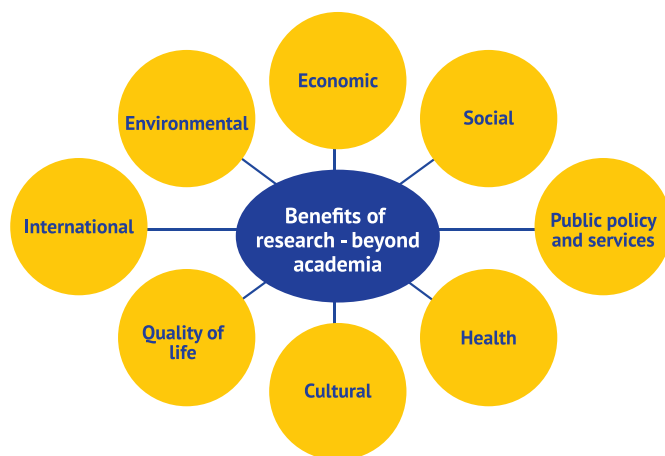 Economic
Environmental
Social
Benefits of
research - beyond
academia
International
Public policy
and services
Quality of
life
Health
Cultural